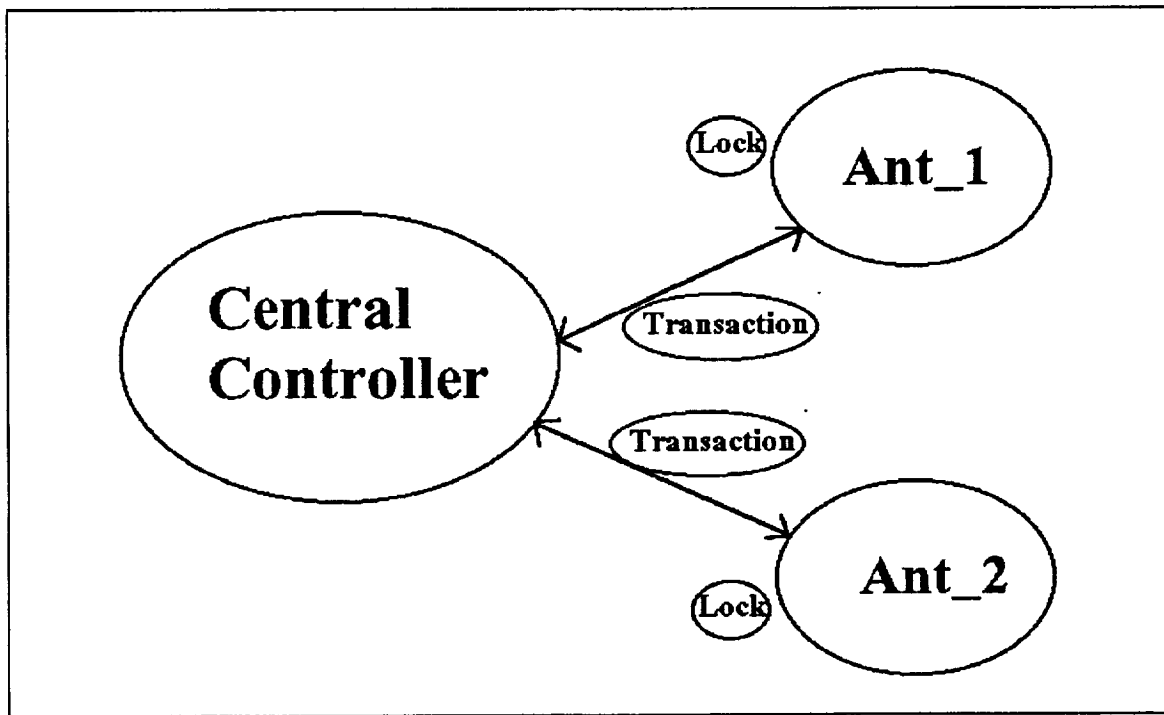 Lock
Ant_1
Central
Controller
Transaction
Transaction
Ant_2
Lock